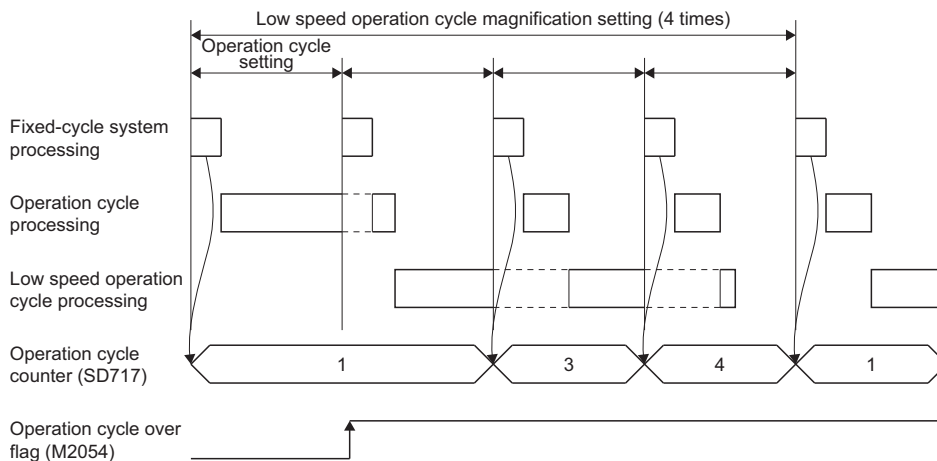 Low speed operation cycle magnification setting (4 times)
Operation cycle
setting
Fixed-cycle system
processing
Operation cycle
processing
Low speed operation
cycle processing
Operation cycle
counter (SD717)
1
3
4
1
Operation cycle over
flag (M2054)